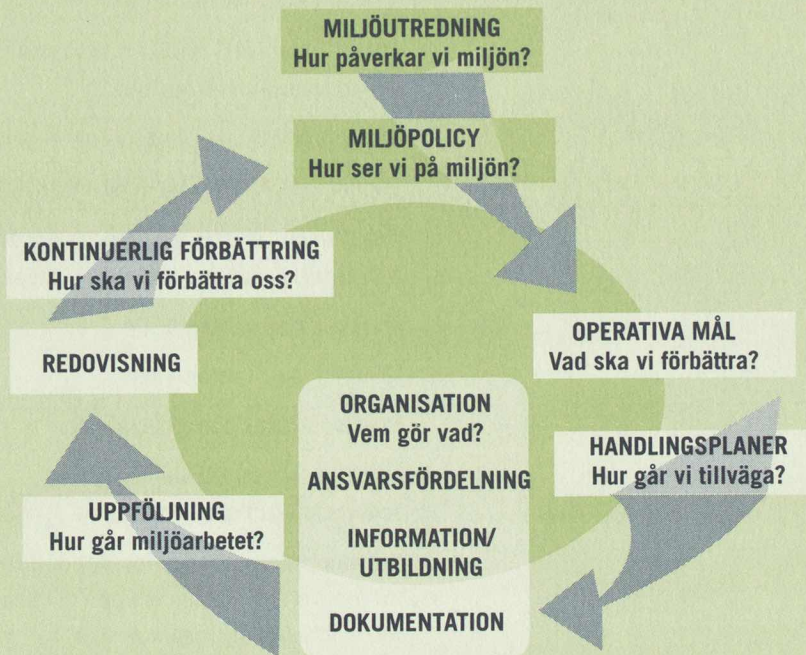 MILJÖUTREDNING
Hur påverkar vi miljön?
MILJÖPOLICY
Hur ser vi på miljön?
KONTINUERLIG FÖRBÄTTRING
Hur ska vi förbättra oss?
OPERATIVA MÅL
Vad ska vi förbättra?
REDOVISNING
ORGANISATION
Vem gör vad?
HANDLINGSPLANER
Hur går vi tillväga?
ANSVARSFÖRDELNING
UPPFÖLJNING
Hur går miljöarbetet?
INFORMATION/
UTBILDNING
DOKUMENTATION